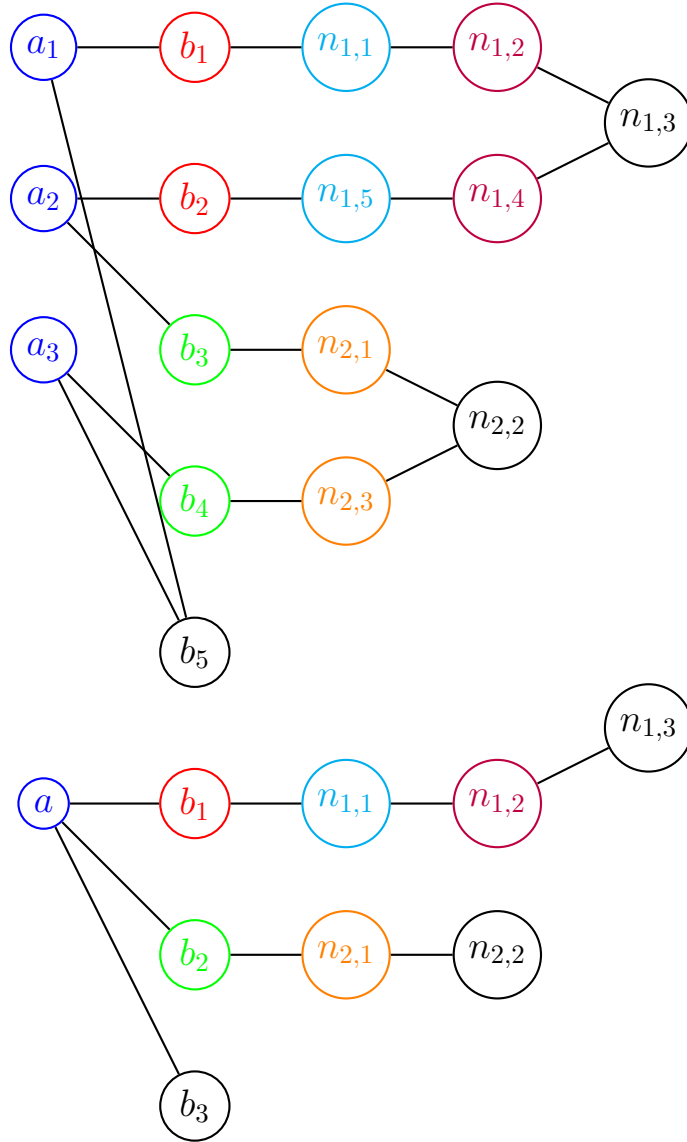 a₁ b₁ n₁,₁ n₁,₂
n₁,₃
a₂ b₂ n₁,₅ n₁,₄
a₃ b₃ n₂,₁
n₂,₂
b₄ n₂,₃
b₅
n₁,₃
a b₁ n₁,₁ n₁,₂
b₂ n₂,₁ n₂,₂
b₃